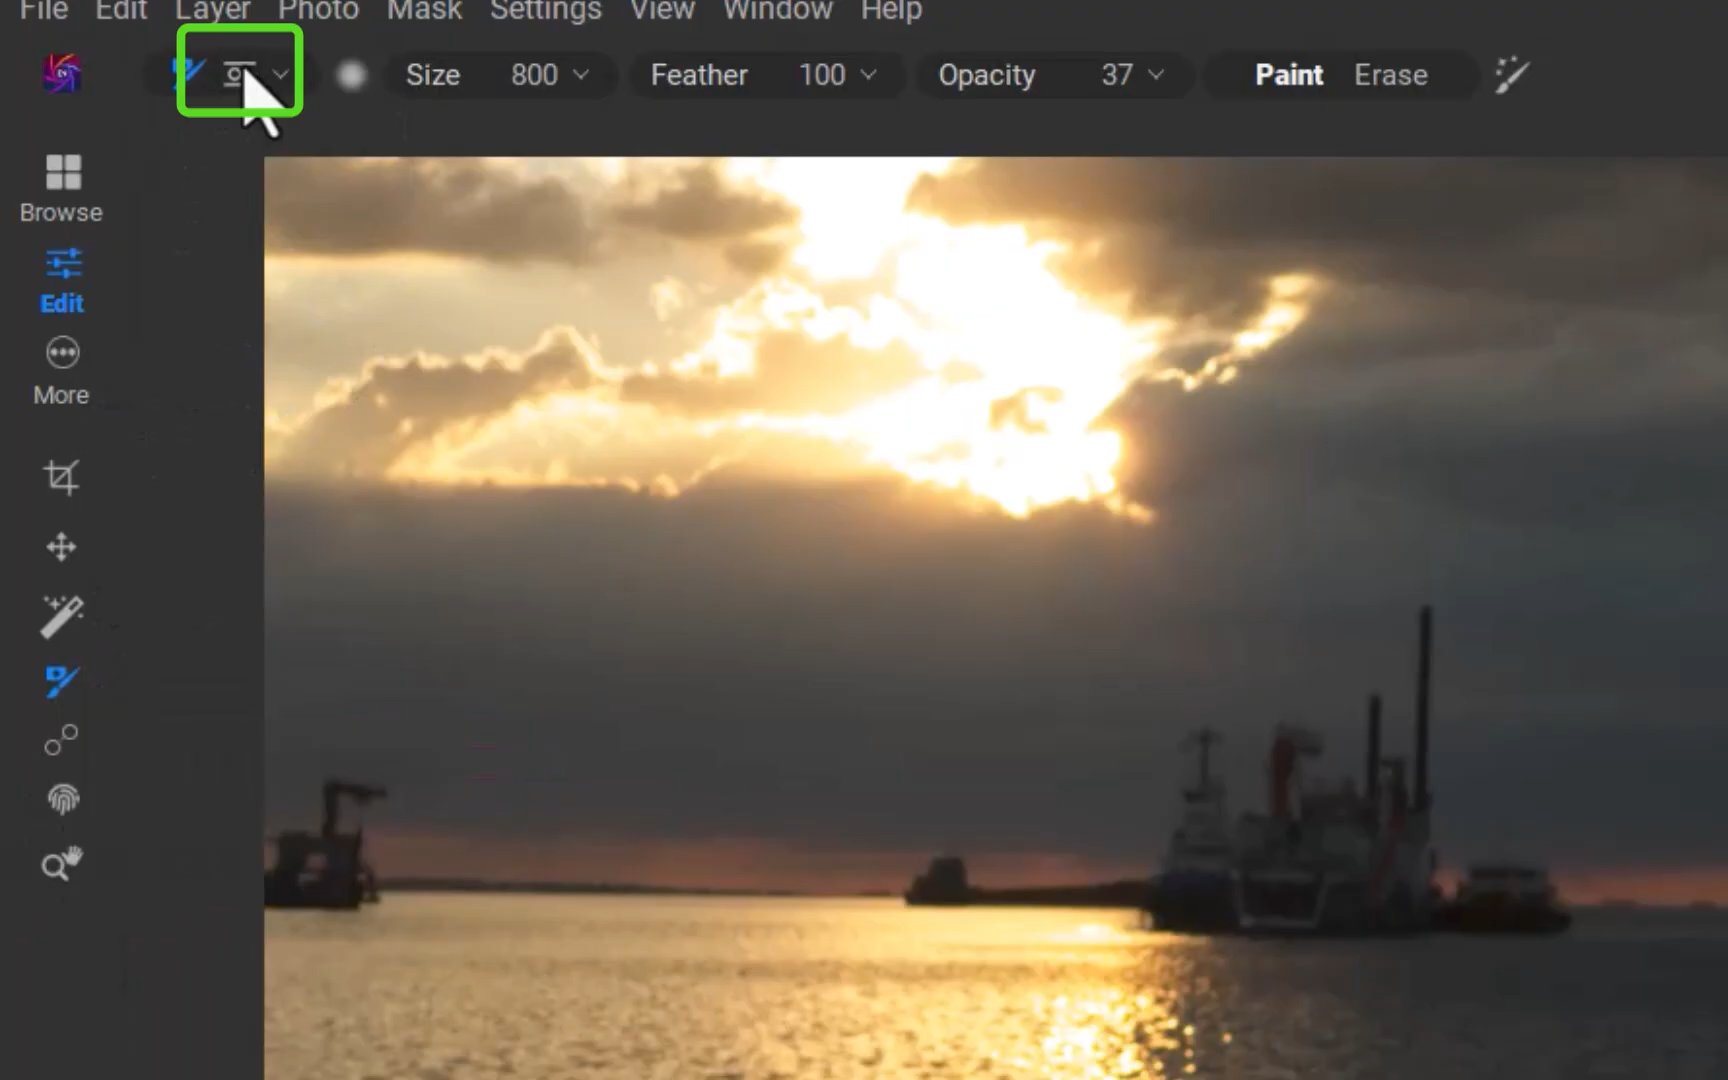 File Edit Layer Photo Mask Settings View Window Help
Size 800 Feather 100 Opacity 37 Paint Erase
Browse
Edit
More